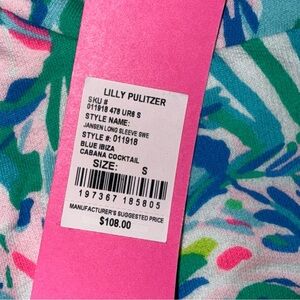 LILLY PULITZER
SKU #
011918 478 UR6 S
STYLE NAME:
JANSEN LONG SLEEVE SWE
STYLE #: 011918
BLUE IBIZA
CABANA COCKTAIL
SIZE: S
197367 185805
MANUFACTURER'S SUGGESTED PRICE
$108.00